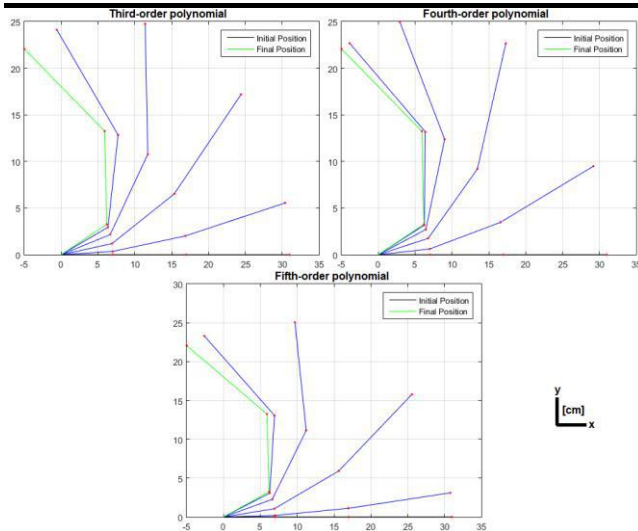 Third-order polynomial
Initial Position
Final Position
25
20
15
10
5
0
-5 0 5 10 15 20 25 30 35
Fourth-order polynomial
Initial Position
Final Position
25
20
15
10
5
0
-5 0 5 10 15 20 25 30 35
Fifth-order polynomial
Initial Position
Final Position
30
25
20
15
10
5
0
-5 0 5 10 15 20 25 30 35
y
[cm]
x